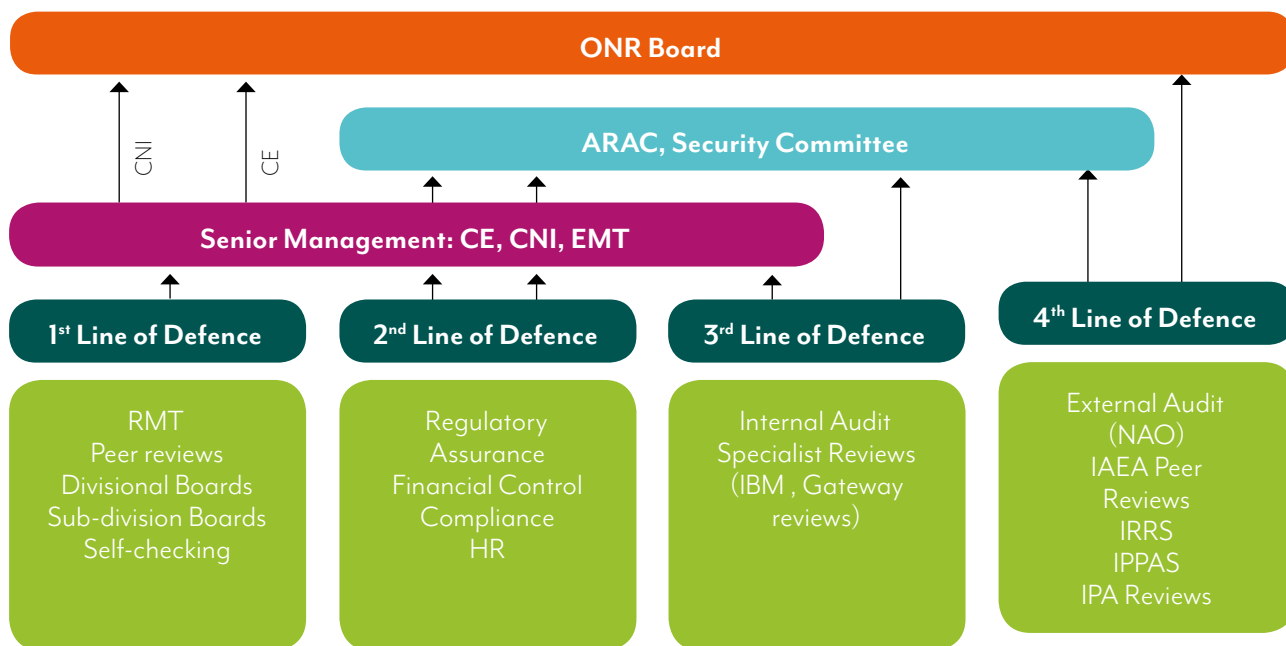 ONR Board
ARAC, Security Committee
CNI
CE
Senior Management: CE, CNI, EMT
1st Line of Defence
2nd Line of Defence
3rd Line of Defence
4th Line of Defence
RMT
Peer reviews
Divisional Boards
Sub-division Boards
Self-checking
Regulatory
Assurance
Financial Control
Compliance
HR
Internal Audit
Specialist Reviews
(IBM , Gateway
reviews)
External Audit
(NAO)
IAEA Peer
Reviews
IRRS
IPPAS
IPA Reviews